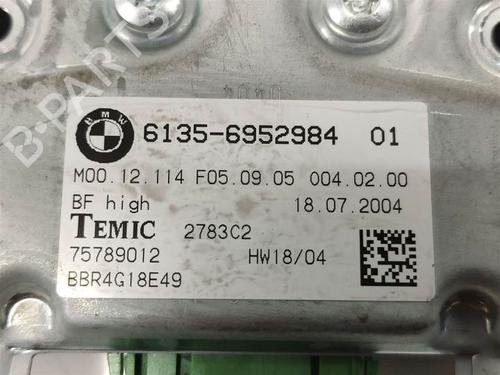 B-PARTS
BMW
6135-6952984 01
M00.12.114 F05.09.05 004.02.00
BF high 18.07.2004
TEMIC 2783C2
75789012 HW18/04
BBR4G18E49